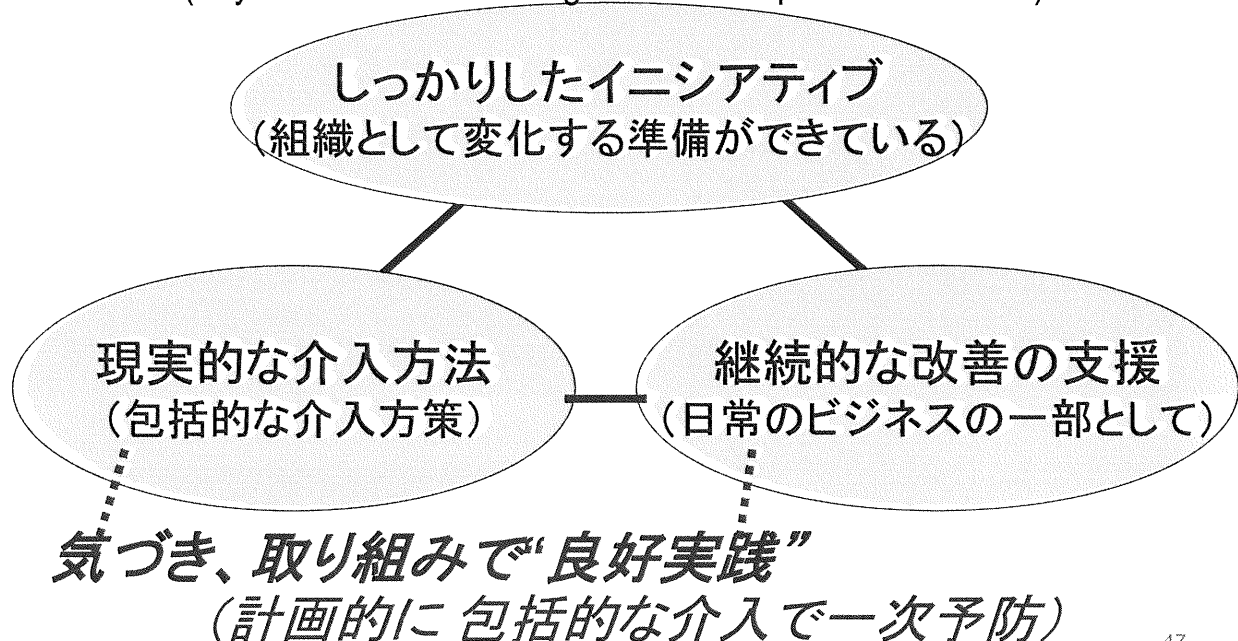 しっかりしたイニシアティブ
(組織として変化する準備ができている)
現実的な介入方法
(包括的な介入方策)
継続的な改善の支援
(日常のビジネスの一部として)
気づき、取り組みで“良好実践”
(計画的に 包括的な介入で一次予防)
47